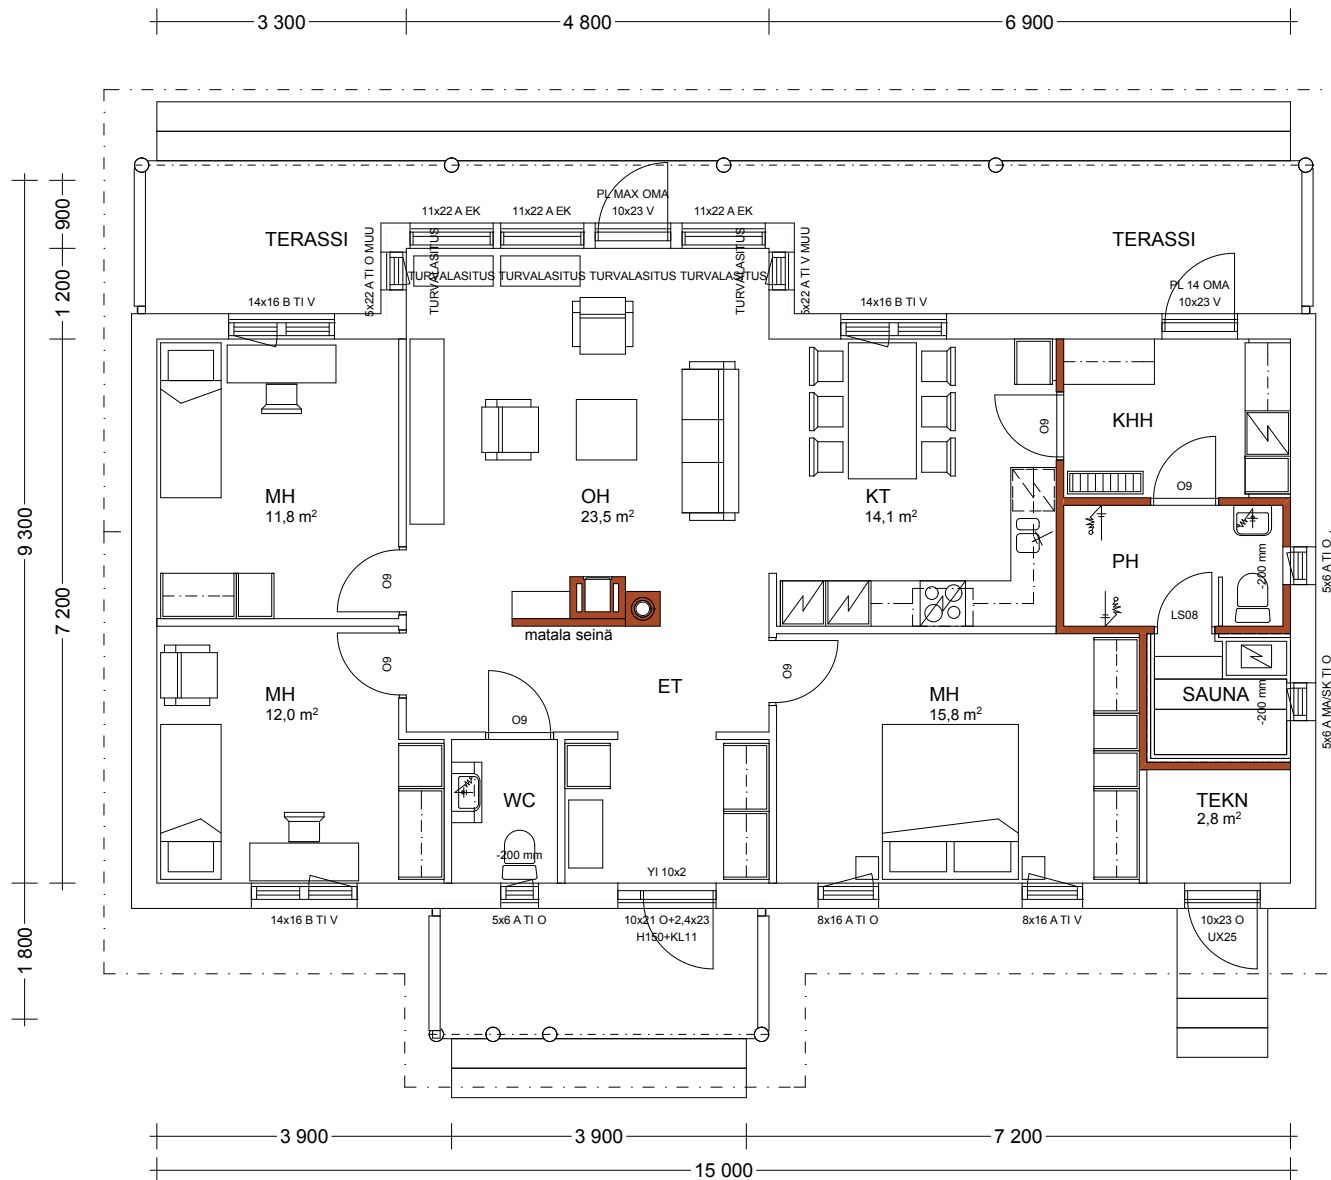 3 300
4 800
6 900
9 300
900
1 200
7 200
1 800
TERASSI
TERASSI
11x22 A EK
11x22 A EK
PL MAX OMA
10x23 V
11x22 A EK
5x22 A TI O MUU
TURVALASITUS
TURVALASITUS
TURVALASITUS
TURVALASITUS
TURVALASITUS
TURVALASITUS
5x22 A TI V MUU
14x16 B TI V
14x16 B TI V
PL 14 OMA
10x23 V
MH
11,8 m²
OH
23,5 m²
KT
14,1 m²
KHH
O9
O9
PH
-200 mm
5x6 A TI O
LS08
O9
matala seinä
MH
12,0 m²
O9
ET
O9
O9
MH
15,8 m²
SAUNA
-200 mm
5x6 A MA/SK TI O
WC
-200 mm
TEKN
2,8 m²
YI 10x2
14x16 B TI V
5x6 A TI O
10x21 O+2,4x23
H150+KL11
8x16 A TI O
8x16 A TI V
10x23 O
UX25
3 900
3 900
7 200
15 000